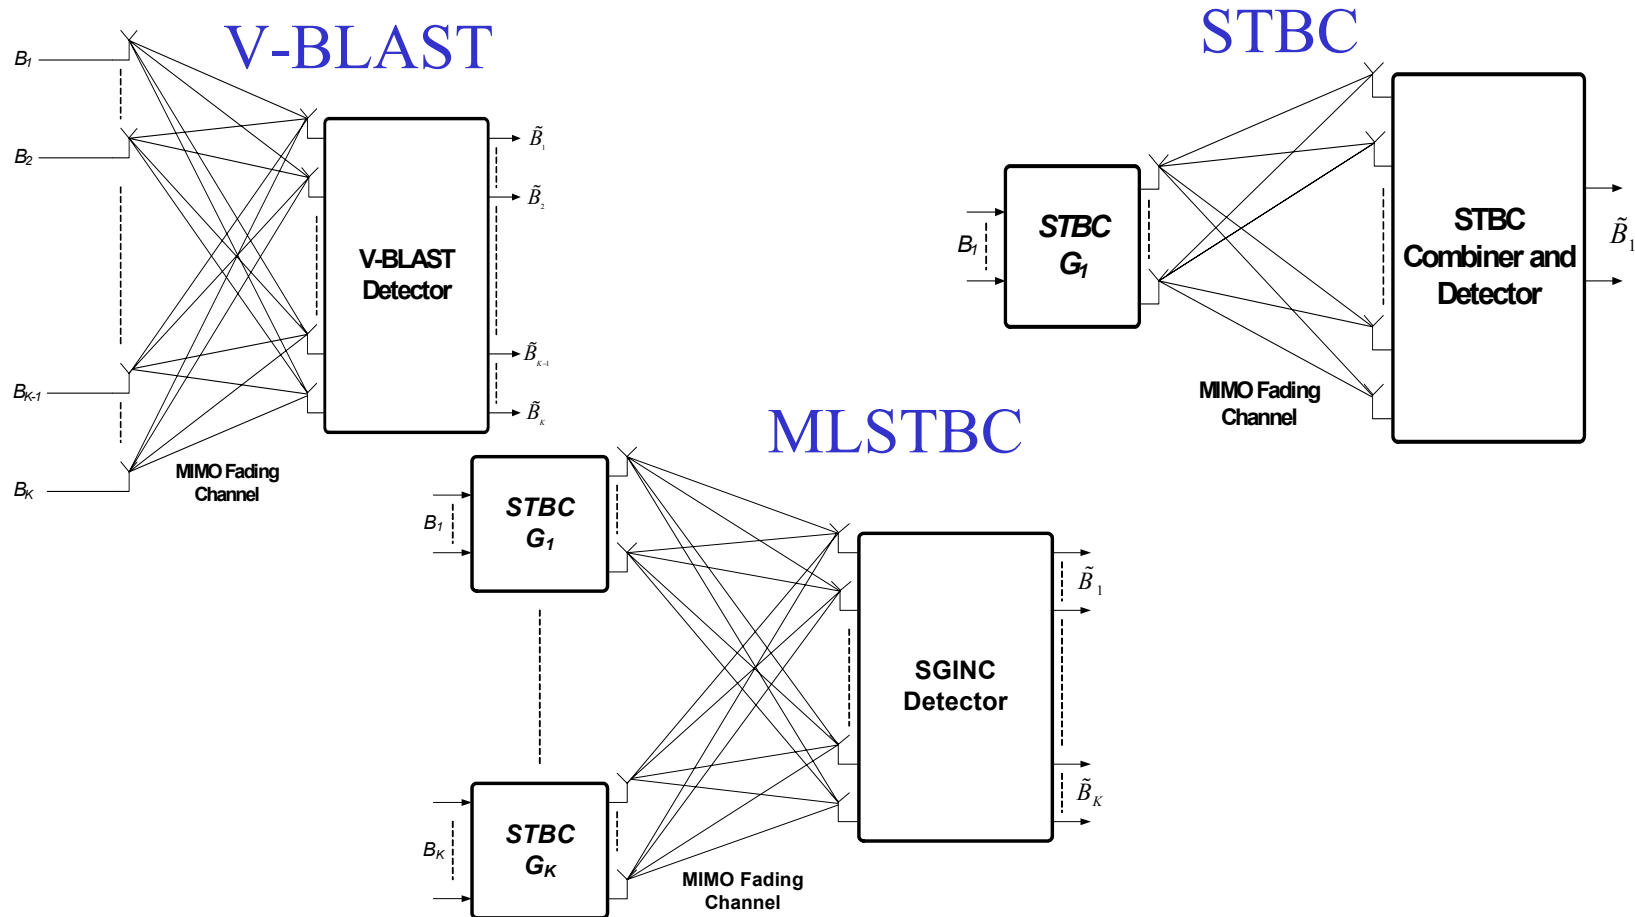 V-BLAST
B1
B2
BK-1
BK
V-BLAST
Detector
B̃1
B̃2
B̃K-1
B̃K
MIMO Fading
Channel
STBC
B1
STBC
G1
MIMO Fading
Channel
STBC
Combiner and
Detector
B̃1
MLSTBC
B1
STBC
G1
BK
STBC
GK
MIMO Fading
Channel
SGINC
Detector
B̃1
B̃K